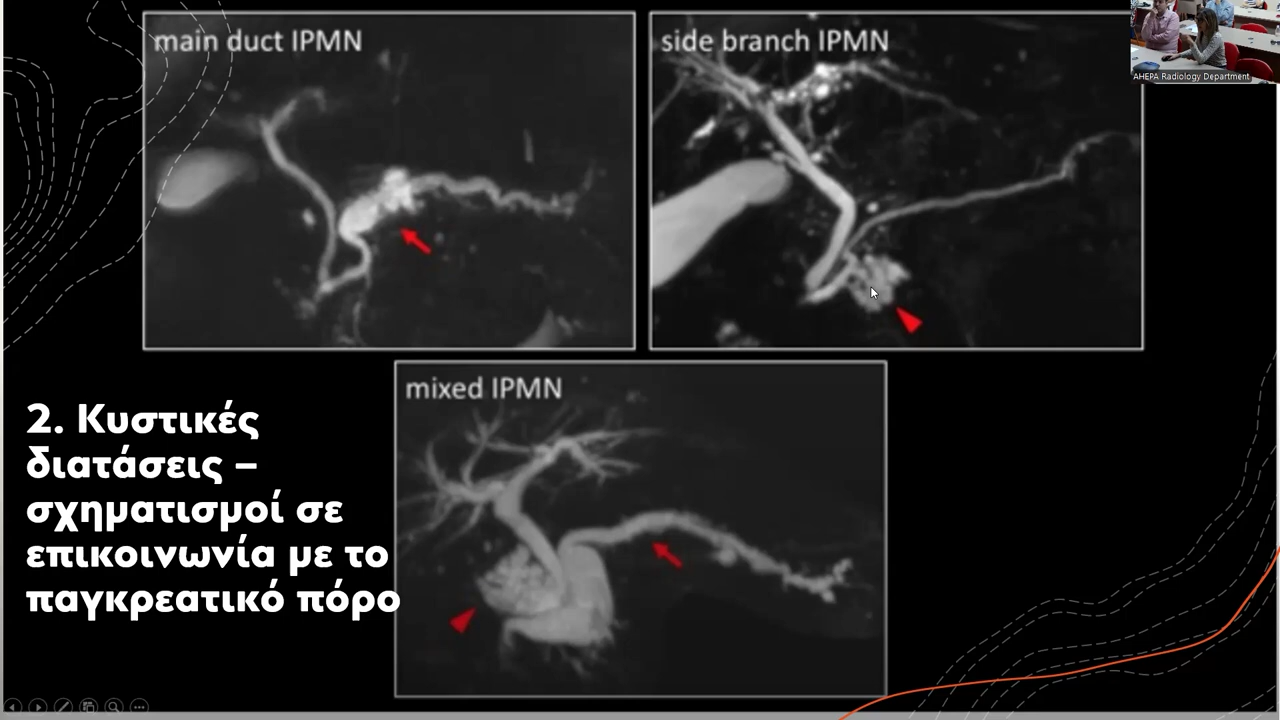 main duct IPMN
side branch IPMN
AHEPA Radiology Department
mixed IPMN
2. Κυστικές
διατάσεις –
σχηματισμοί σε
επικοινωνία με το
παγκρεατικό πόρο